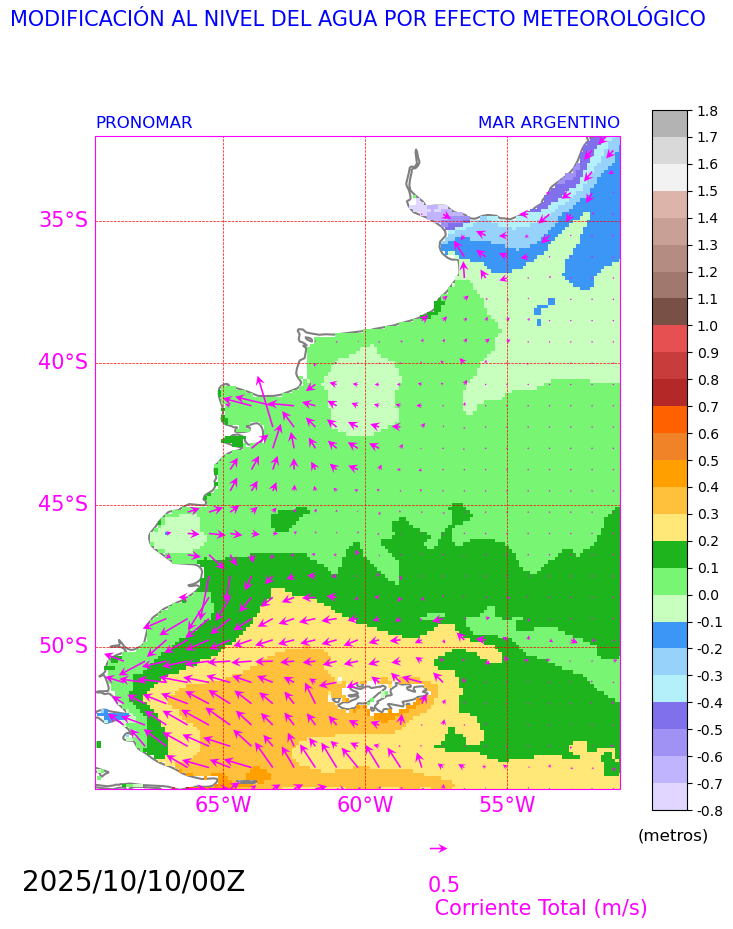 MODIFICACIÓN AL NIVEL DEL AGUA POR EFECTO METEOROLÓGICO
PRONOMAR MAR ARGENTINO
35°S
40°S
45°S
50°S
65°W 60°W 55°W
1.8
1.7
1.6
1.5
1.4
1.3
1.2
1.1
1.0
0.9
0.8
0.7
0.6
0.5
0.4
0.3
0.2
0.1
0.0
-0.1
-0.2
-0.3
-0.4
-0.5
-0.6
-0.7
-0.8
(metros)
2025/10/10/00Z
0.5
Corriente Total (m/s)